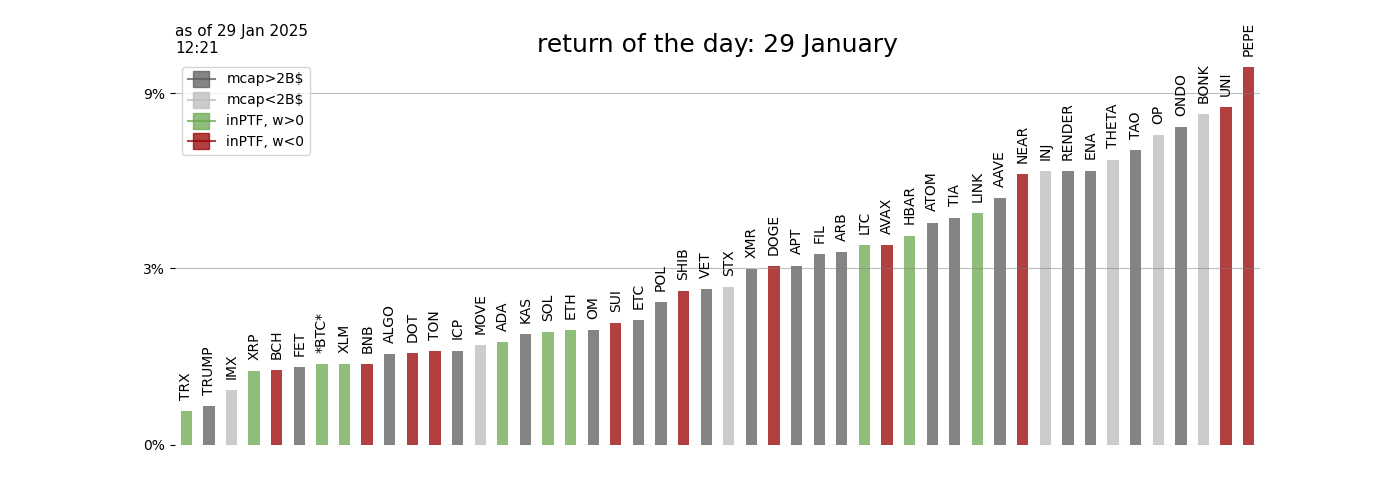 as of 29 Jan 2025
12:21
return of the day: 29 January
mcap>2B$
mcap<2B$
inPTF, w>0
inPTF, w<0
9%
3%
0%
TRX
TRUMP
IMX
XRP
BCH
FET
*BTC*
XLM
BNB
ALGO
DOT
TON
ICP
MOVE
ADA
KAS
SOL
ETH
OM
SUI
ETC
POL
SHIB
VET
STX
XMR
DOGE
APT
FIL
ARB
LTC
AVAX
HBAR
ATOM
TIA
LINK
AAVE
NEAR
INJ
RENDER
ENA
THETA
TAO
OP
ONDO
BONK
UNI
PEPE